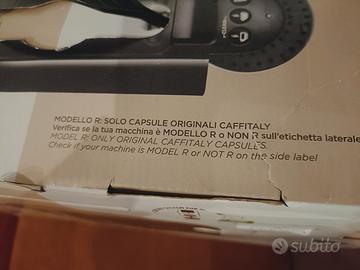 MODELLO R: SOLO CAPSULE ORIGINALI CAFFITALY
Verifica se la tua macchina è MODELLO R o NON R sull'etichetta laterale
MODEL R: ONLY ORIGINAL CAFFITALY CAPSULES.
Check if your machine is MODEL R or NOT R on the side label
subito